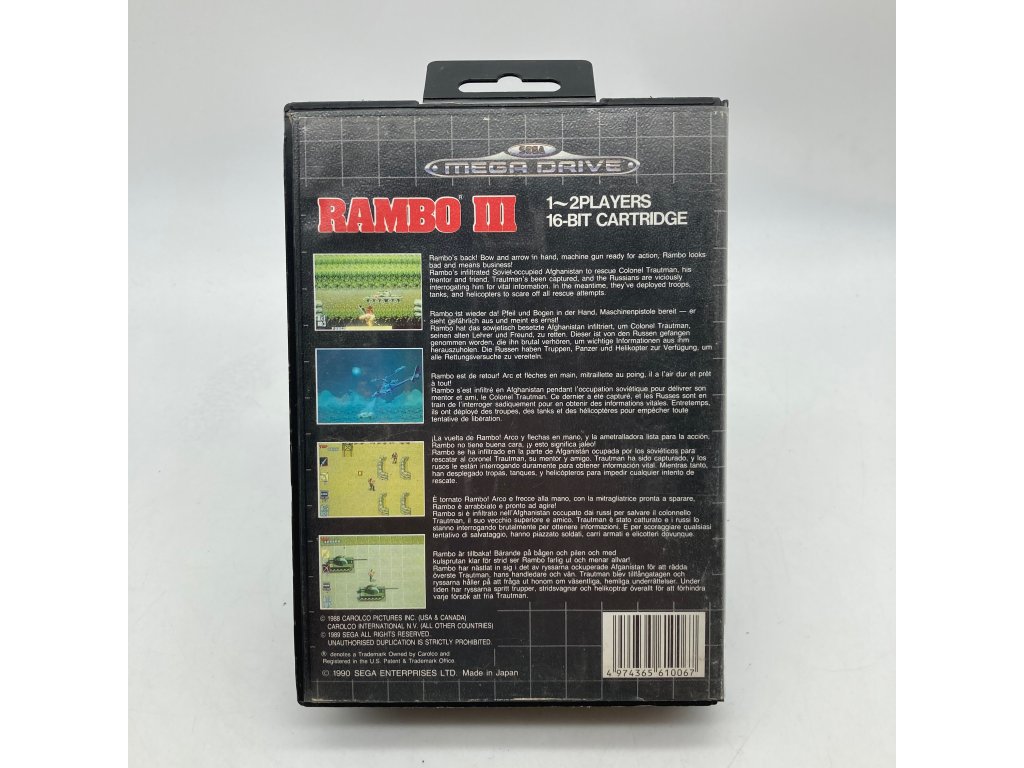 SEGA
MEGA DRIVE
RAMBO III
1~2PLAYERS
16-BIT CARTRIDGE
Rambo's back! Bow and arrow in hand, machine gun ready for action, Rambo looks
bad and means business!
Rambo's infiltrated Soviet-occupied Afghanistan to rescue Colonel Trautman, his
mentor and friend. Trautman's been captured, and the Russians are viciously
interrogating him for vital information. In the meantime, they've deployed troops,
tanks, and helicopters to scare off all rescue attempts.
Rambo ist wieder da! Pfeil und Bogen in der Hand, Maschinenpistole bereit — er
sieht gefährlich aus und meint es ernst!
Rambo hat das sowjetisch besetzte Afghanistan infiltriert, um Colonel Trautman,
seinen alten Lehrer und Freund, zu retten. Dieser ist von den Russen gefangen
genommen worden, die ihn brutal verhören, um wichtige Informationen aus ihm
herauszuholen. Die Russen haben Truppen, Panzer und Helikopter zur Verfügung, um
alle Rettungsversuche zu vereiteln.
Rambo est de retour! Arc et flèches en main, mitraillette au poing, il a l'air dur et prêt
à tout!
Rambo s'est infiltré en Afghanistan pendant l'occupation soviétique pour délivrer son
mentor et ami, le Colonel Trautman. Ce dernier a été capturé, et les Russes sont en
train de l'interroger sadiquement pour en obtenir des informations vitales. Entretemps,
ils ont déployé des troupes, des tanks et des hélicoptères pour empêcher toute
tentative de libération.
¡La vuelta de Rambo! Arco y flechas en mano, y la ametralladora lista para la acción,
Rambo no tiene buena cara, ¡y esto significa jaleo!
Rambo se ha infiltrado en la parte de Afganistán ocupada por los soviéticos para
rescatar al coronel Trautman, su mentor y amigo. Trautman ha sido capturado, y los
rusos le están interrogando duramente para obtener información vital. Mientras tanto,
han desplegado tropas, tanques, y helicópteros para impedir cualquier intento de
rescate.
È tornato Rambo! Arco e frecce alla mano, con la mitragliatrice pronta a sparare,
Rambo è arrabbiato e pronto ad agire!
Rambo si è infiltrato nell'Afghanistan occupato dai russi per salvare il colonnello
Trautman, il suo vecchio superiore e amico. Trautman è stato catturato e i russi lo
stanno interrogando brutalmente per ottenere informazioni. E per scoraggiare qualsiasi
tentativo di salvataggio, hanno piazzato soldati, carri armati e elicotteri dovunque.
Rambo är tillbaka! Bärande på bågen och pilen och med
kulsprutan klar för strid ser Rambo farlig ut och menar allvar!
Rambo har nästlat in sig i det av ryssarna ockuperade Afganistan för att rädda
överste Trautman, hans handledare och vän. Trautman blev tillfångatagen och
ryssarna håller på att fråga ut honom om väsentliga, hemliga underrättelser. Under
tiden har ryssarna spritt trupper, stridsvagnar och helikoptrar överallt för att förhindra
varje försök att fria Trautman.
© 1988 CAROLCO PICTURES INC. (USA & CANADA)
CAROLCO INTERNATIONAL N.V. (ALL OTHER COUNTRIES)
© 1989 SEGA ALL RIGHTS RESERVED.
UNAUTHORISED DUPLICATION IS STRICTLY PROHIBITED.
® denotes a Trademark Owned by Carolco and
Registered in the U.S. Patent & Trademark Office.
© 1990 SEGA ENTERPRISES LTD. Made in Japan
4 974365 610067